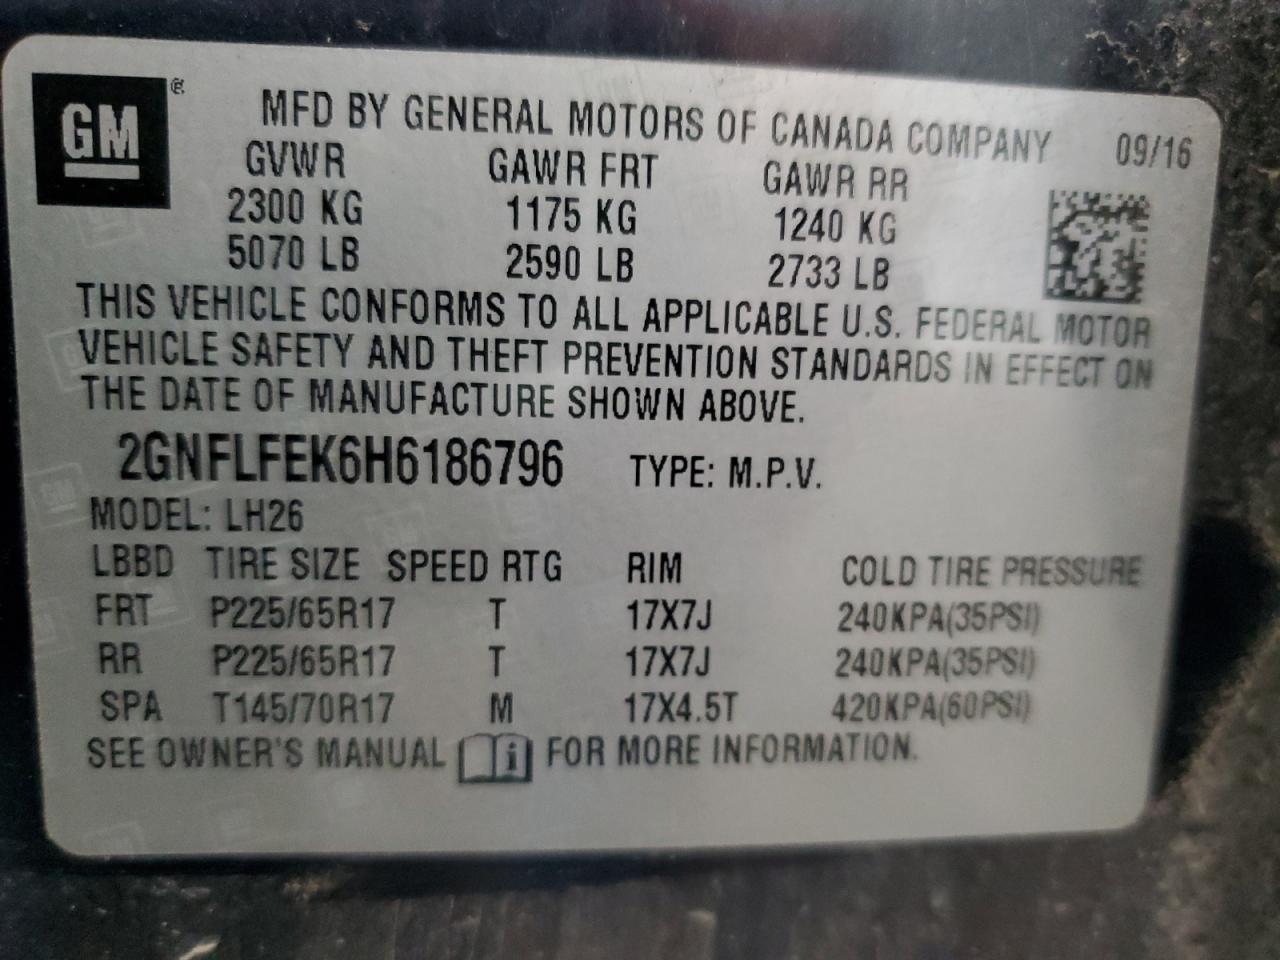 GM ®
MFD BY GENERAL MOTORS OF CANADA COMPANY 09/16
GVWR GAWR FRT GAWR RR
2300 KG 1175 KG 1240 KG
5070 LB 2590 LB 2733 LB
THIS VEHICLE CONFORMS TO ALL APPLICABLE U.S. FEDERAL MOTOR
VEHICLE SAFETY AND THEFT PREVENTION STANDARDS IN EFFECT ON
THE DATE OF MANUFACTURE SHOWN ABOVE.
2GNFLFEK6H6186796 TYPE: M.P.V.
MODEL: LH26
LBBD TIRE SIZE SPEED RTG RIM COLD TIRE PRESSURE
FRT P225/65R17 T 17X7J 240KPA(35PSI)
RR P225/65R17 T 17X7J 240KPA(35PSI)
SPA T145/70R17 M 17X4.5T 420KPA(60PSI)
SEE OWNER'S MANUAL i FOR MORE INFORMATION.